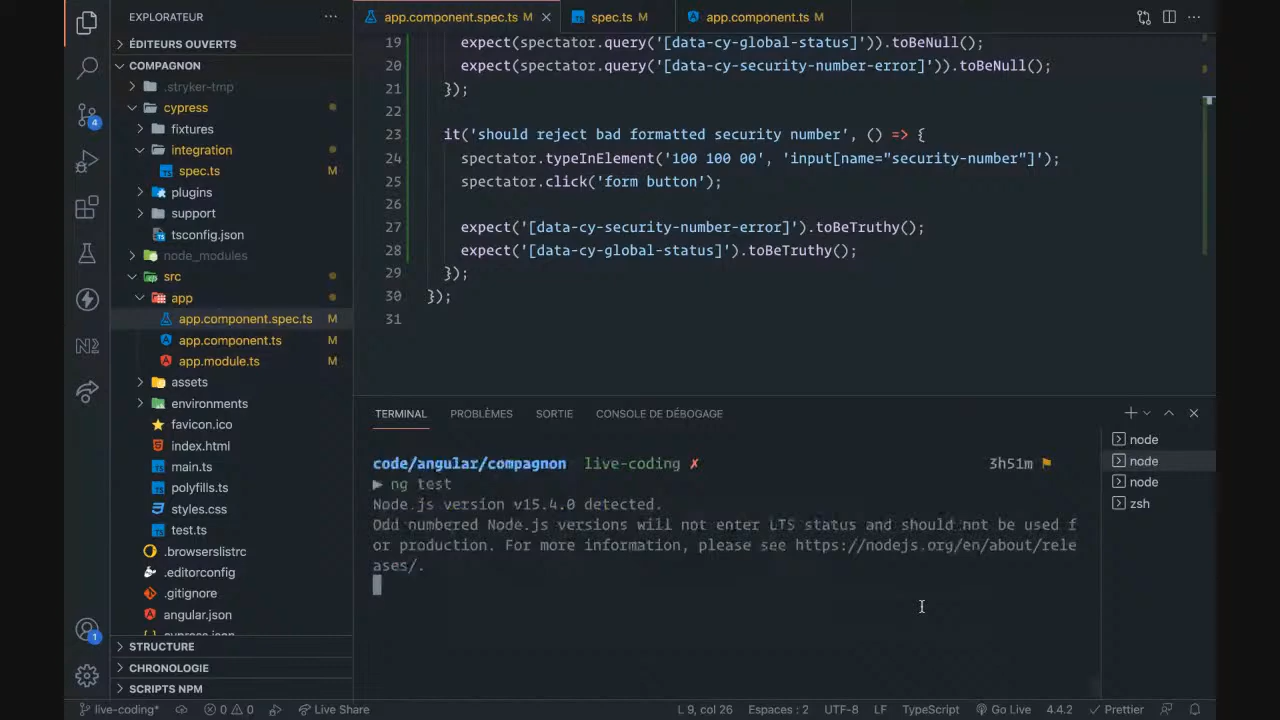 EXPLORATEUR
ÉDITEURS OUVERTS
COMPAGNON
.stryker-tmp
cypress
fixtures
integration
spec.ts M
plugins
support
tsconfig.json
node_modules
src
app
app.component.spec.ts M
app.component.ts M
app.module.ts M
assets
environments
favicon.ico
index.html
main.ts
polyfills.ts
styles.css
test.ts
.browserslistrc
.editorconfig
.gitignore
angular.json
cypress.json
STRUCTURE
CHRONOLOGIE
SCRIPTS NPM
4
1
app.component.spec.ts M
spec.ts M
app.component.ts M
19 expect(spectator.query('[data-cy-global-status]')).toBeNull();
20 expect(spectator.query('[data-cy-security-number-error]')).toBeNull();
21 });
22
23 it('should reject bad formatted security number', () => {
24 spectator.typeInElement('100 100 00', 'input[name="security-number"]');
25 spectator.click('form button');
26
27 expect('[data-cy-security-number-error]').toBeTruthy();
28 expect('[data-cy-global-status]').toBeTruthy();
29 });
30 });
31
TERMINAL PROBLÈMES SORTIE CONSOLE DE DÉBOGAGE
code/angular/compagnon live-coding ✗ 3h51m
▶ ng test
Node.js version v15.4.0 detected.
Odd numbered Node.js versions will not enter LTS status and should not be used f
or production. For more information, please see https://nodejs.org/en/about/rele
ases/.
node
node
node
zsh
live-coding* 0 0 Live Share L 9, col 26 Espaces : 2 UTF-8 LF TypeScript Go Live 4.4.2 Prettier